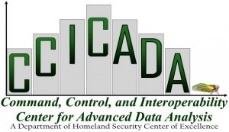 CCICADA
Command, Control, and Interoperability
Center for Advanced Data Analysis
A Department of Homeland Security Center of Excellence